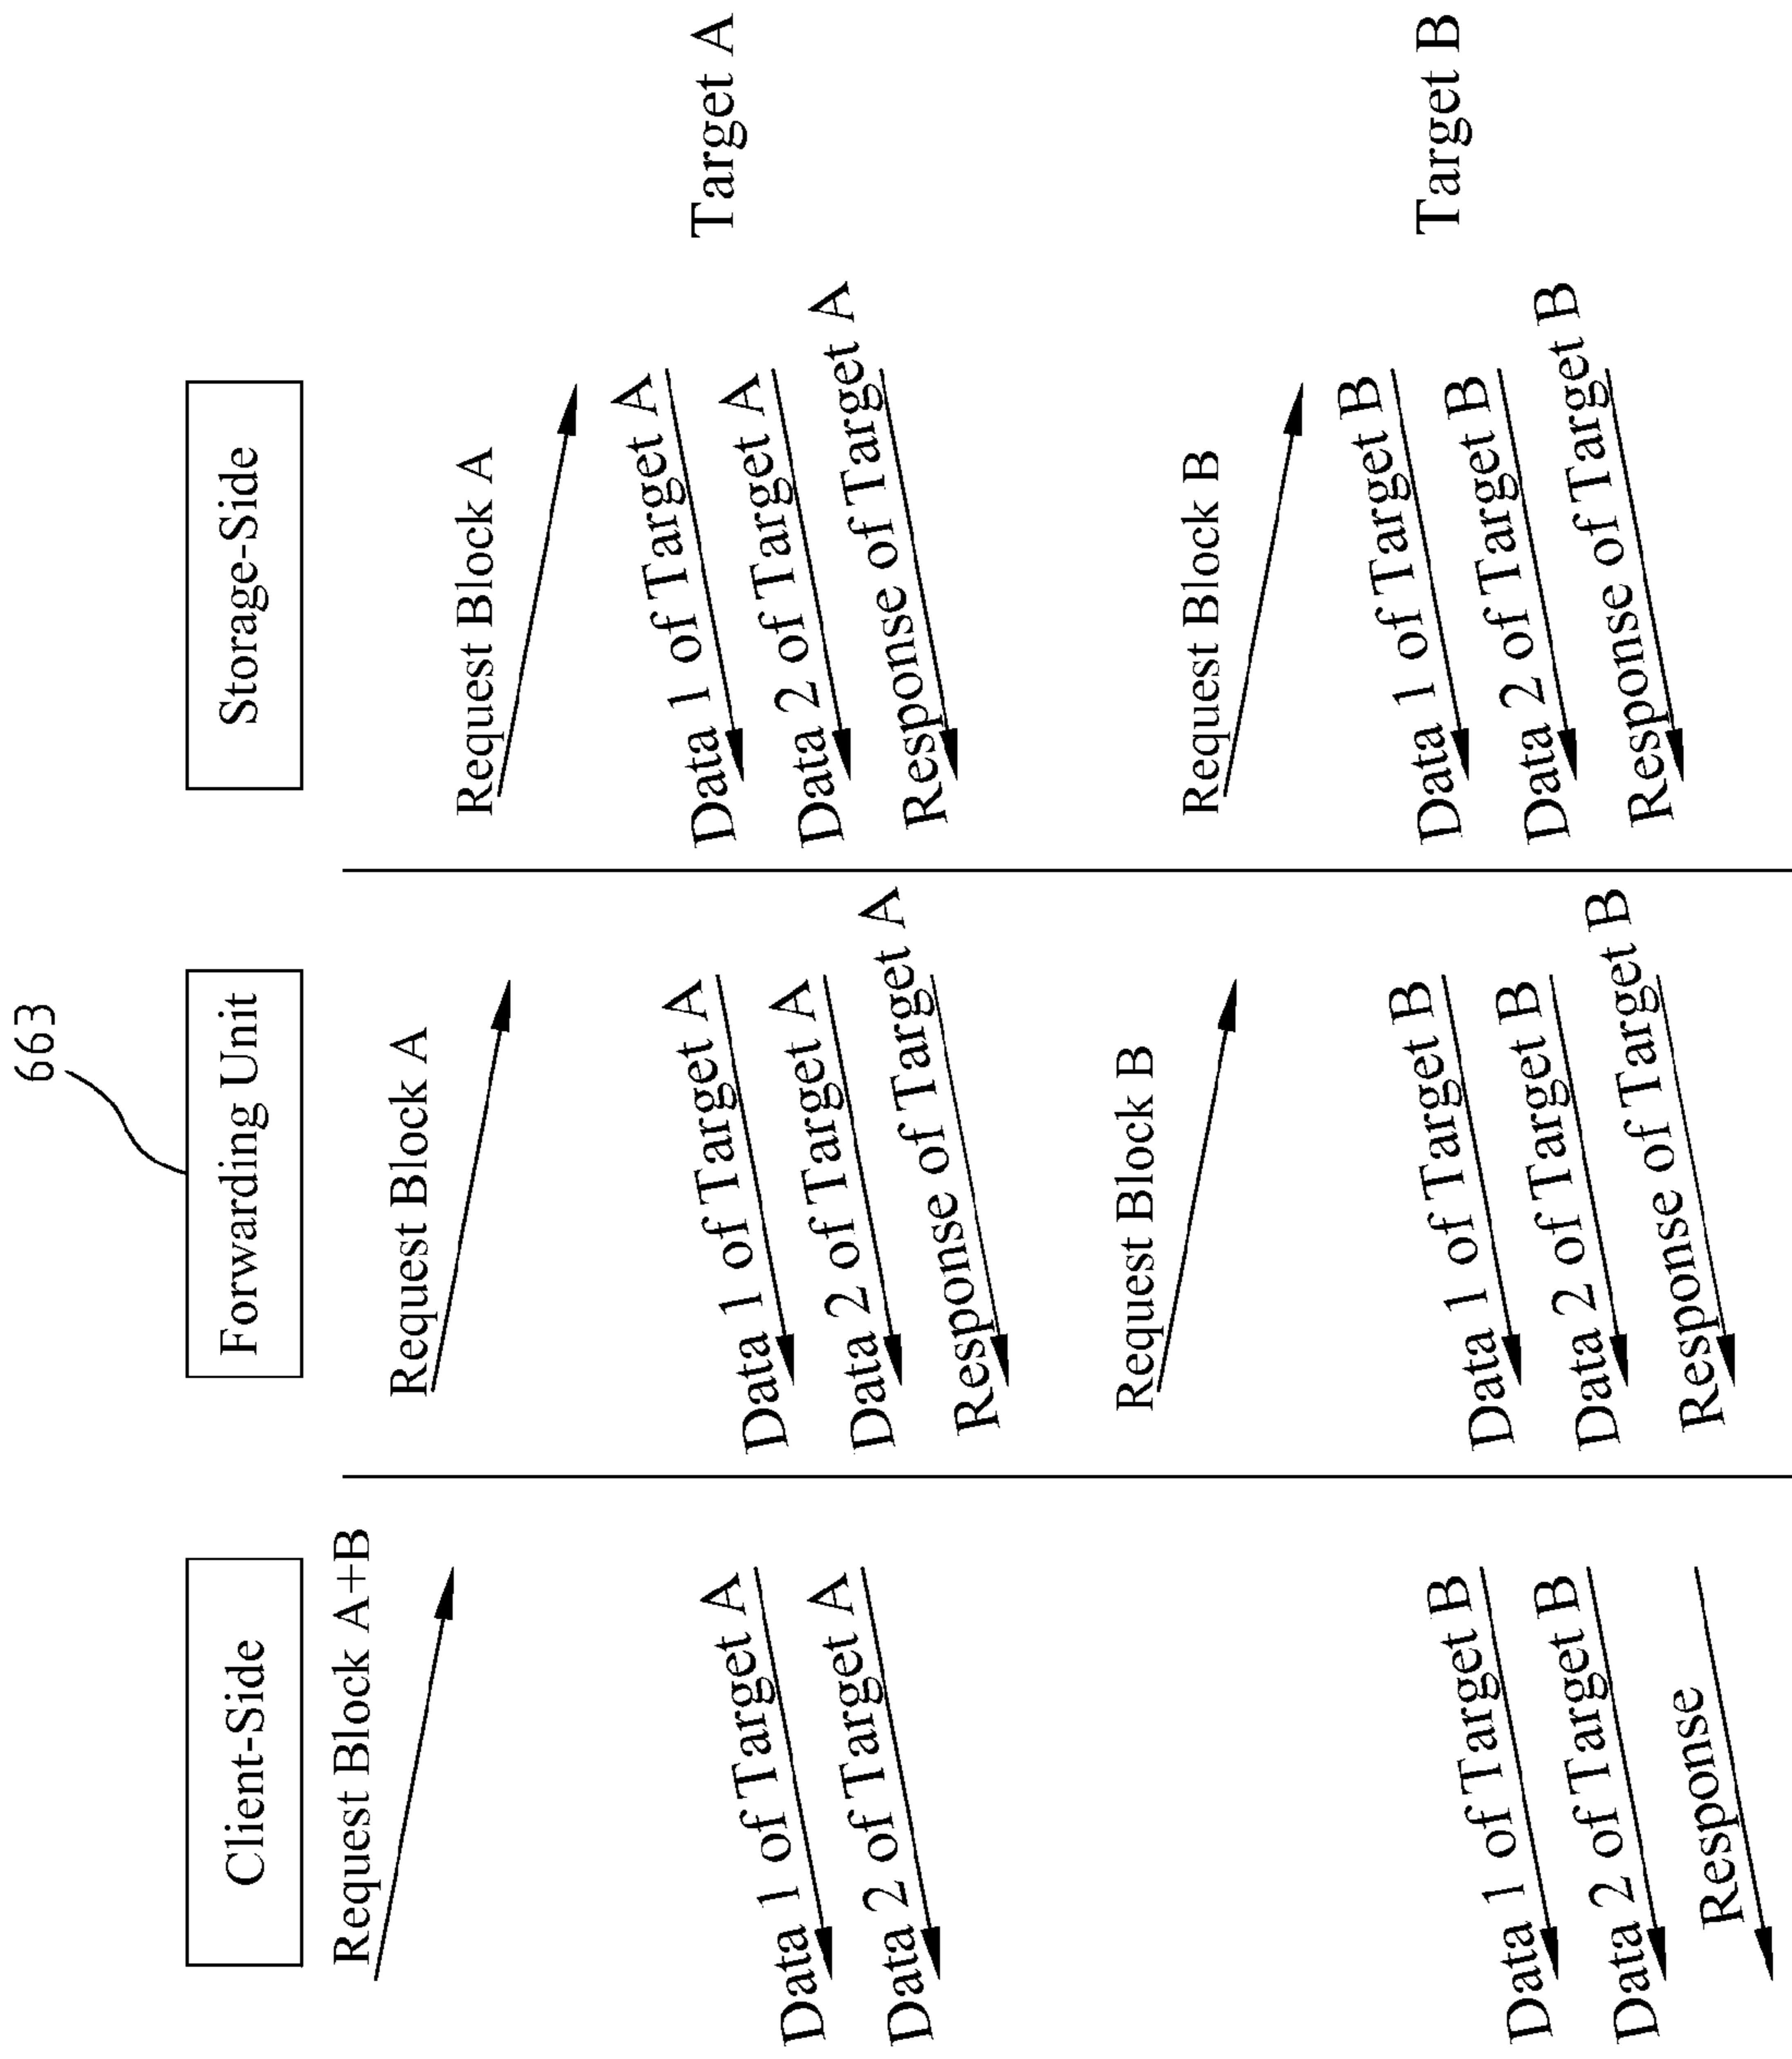 663
Client-Side
Forwarding Unit
Storage-Side
Request Block A+B
Request Block A
Request Block A
Data 1 of Target A
Data 1 of Target A
Data 1 of Target A
Target A
Data 2 of Target A
Data 2 of Target A
Data 2 of Target A
Response of Target A
Response of Target A
Request Block B
Request Block B
Data 1 of Target B
Data 1 of Target B
Data 1 of Target B
Target B
Data 2 of Target B
Data 2 of Target B
Data 2 of Target B
Response
Response of Target B
Response of Target B